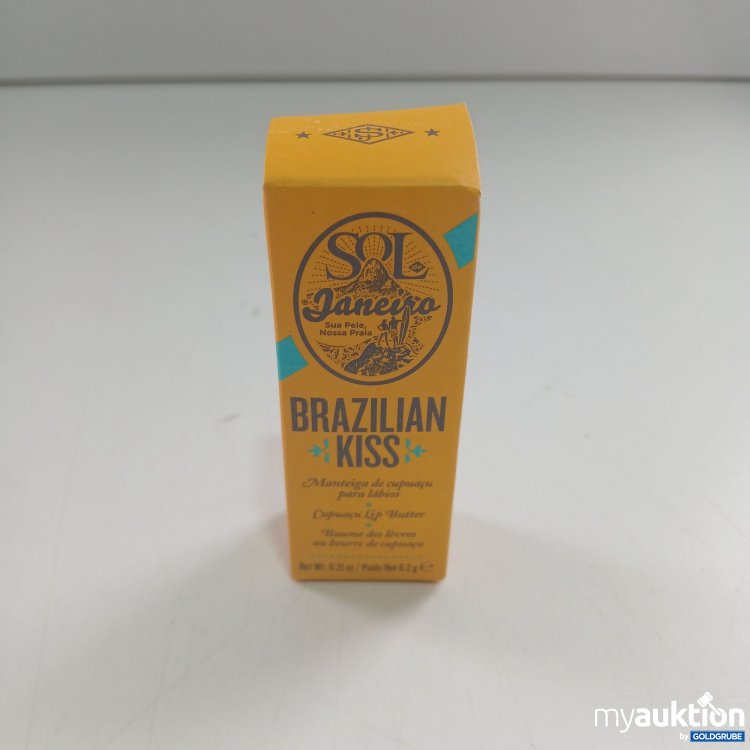 SOL de
Janeiro
®
Sua Pele,
Nossa Praia
BRAZILIAN
KISS
Manteiga de cupuaçu
para lábios
Cupuaçu Lip Butter
Baume des lèvres
au beurre de cupuaçu
Net Wt. 0.21 oz / Poids Net 6.2 g ℮
myauktion
by GOLDGRUBE